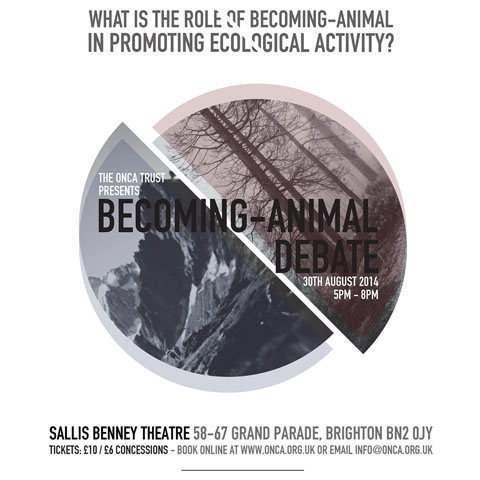 WHAT IS THE ROLE OF BECOMING-ANIMAL
IN PROMOTING ECOLOGICAL ACTIVITY?
THE ONCA TRUST
PRESENTS
BECOMING-ANIMAL
DEBATE
30TH AUGUST 2014
5PM - 8PM
SALLIS BENNEY THEATRE 58-67 GRAND PARADE, BRIGHTON BN2 0JY
TICKETS: £10 / £6 CONCESSIONS - BOOK ONLINE AT WWW.ONCA.ORG.UK OR EMAIL INFO@ONCA.ORG.UK